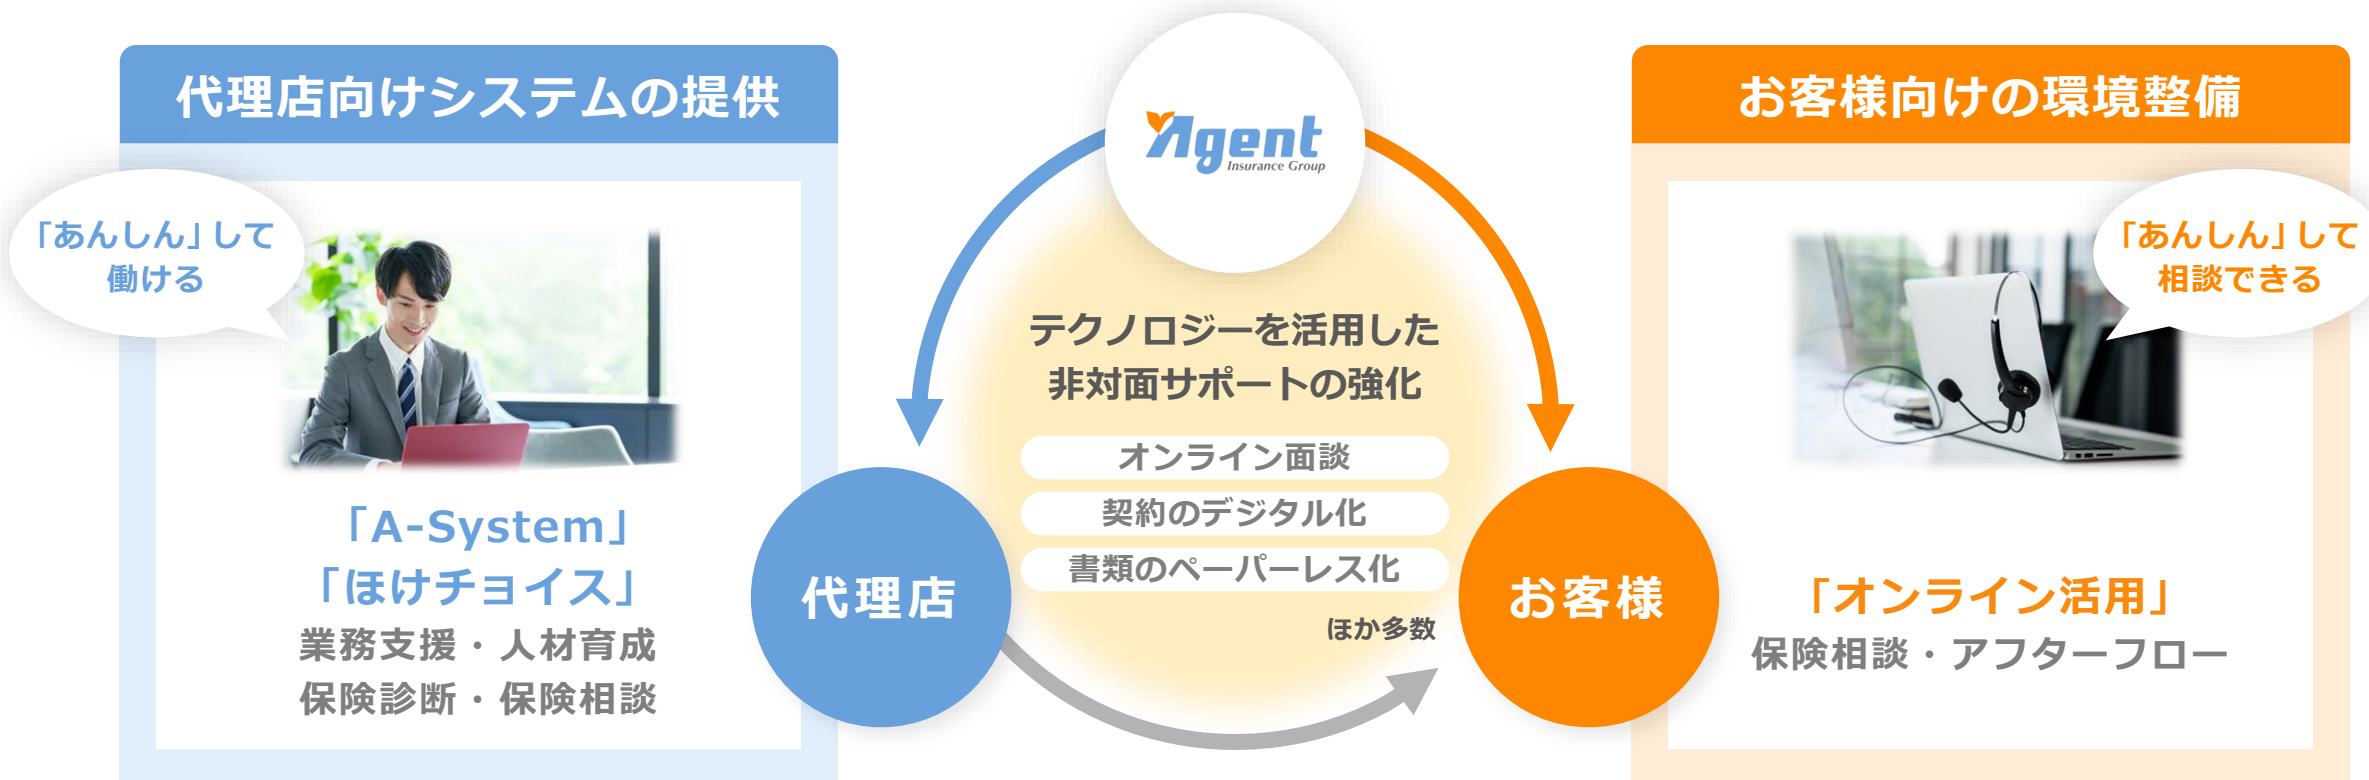 代理店向けシステムの提供
「あんしん」して
働ける
「A-System」
「ほけチョイス」
業務支援・人材育成
保険診断・保険相談
Agent
Insurance Group
テクノロジーを活用した
非対面サポートの強化
オンライン面談
契約のデジタル化
書類のペーパーレス化
ほか多数
代理店
お客様
お客様向けの環境整備
「あんしん」して
相談できる
「オンライン活用」
保険相談・アフターフロー